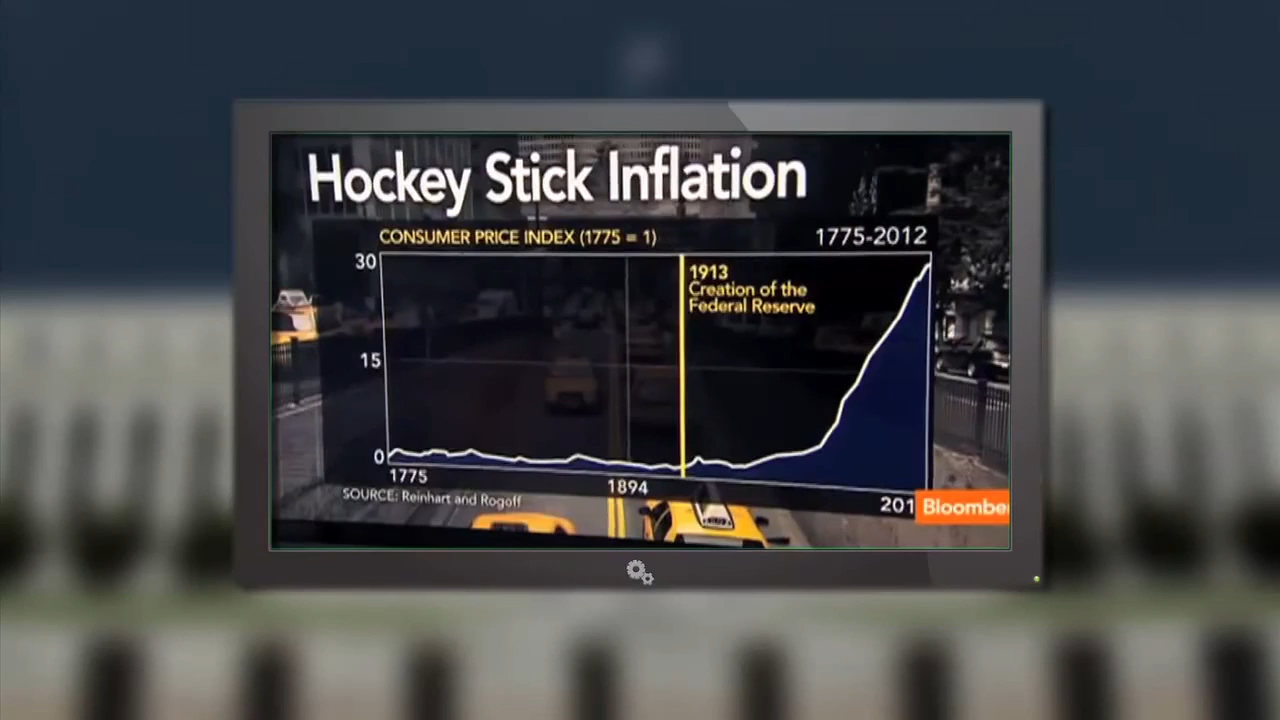 Hockey Stick Inflation
CONSUMER PRICE INDEX (1775 = 1)
1775-2012
30
1913
Creation of the
Federal Reserve
15
0
1775
1894
201
SOURCE: Reinhart and Rogoff
Bloombe